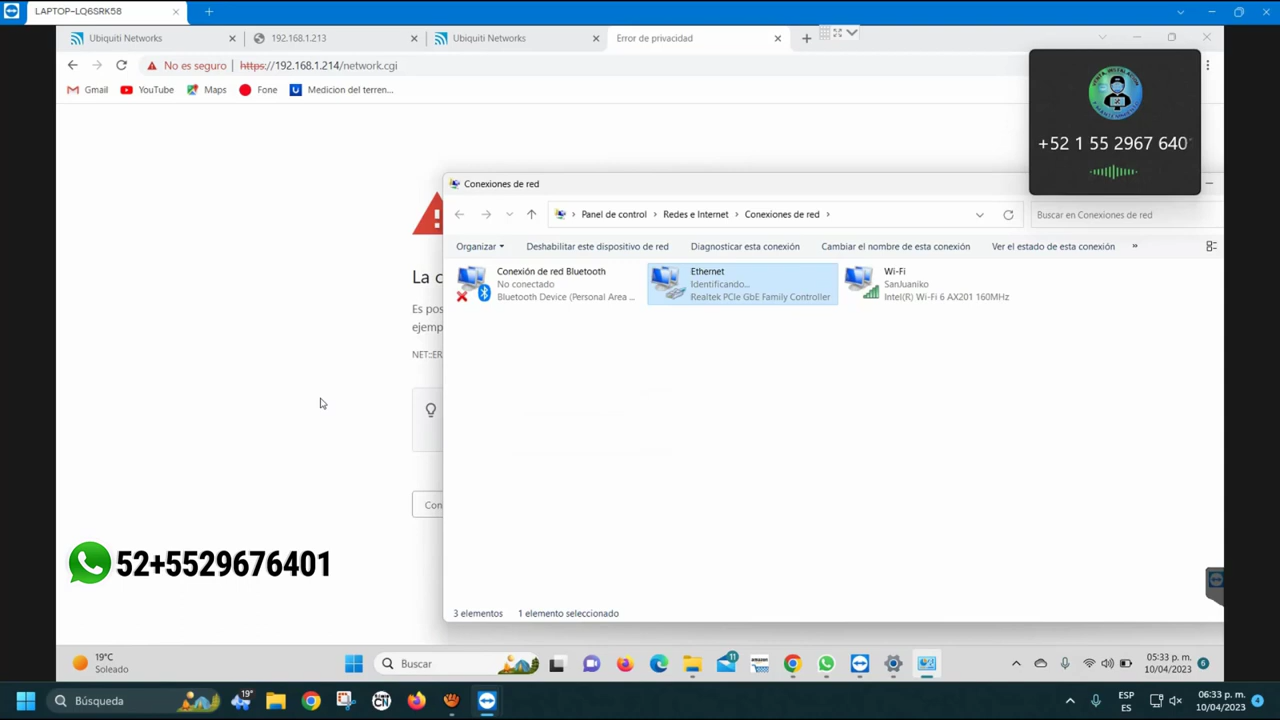 LAPTOP-LQ6SRK58
Ubiquiti Networks
192.168.1.213
Ubiquiti Networks
Error de privacidad
No es seguro
https://192.168.1.214/network.cgi
Gmail
YouTube
Maps
Fone
Medicion del terren...
+52 1 55 2967 640
La c
Es pos
ejemp
NET::ER
Con
Conexiones de red
Panel de control > Redes e Internet > Conexiones de red >
Buscar en Conexiones de red
Organizar
Deshabilitar este dispositivo de red
Diagnosticar esta conexión
Cambiar el nombre de esta conexión
Ver el estado de esta conexión
»
Conexión de red Bluetooth
No conectado
Bluetooth Device (Personal Area ...
Ethernet
Identificando...
Realtek PCIe GbE Family Controller
Wi-Fi
SanJuaniko
Intel(R) Wi-Fi 6 AX201 160MHz
52+5529676401
3 elementos
1 elemento seleccionado
19°C
Soleado
Buscar
11
amazon
05:33 p. m.
10/04/2023
6
Búsqueda
19°
ESP
ES
06:33 p. m.
10/04/2023
4